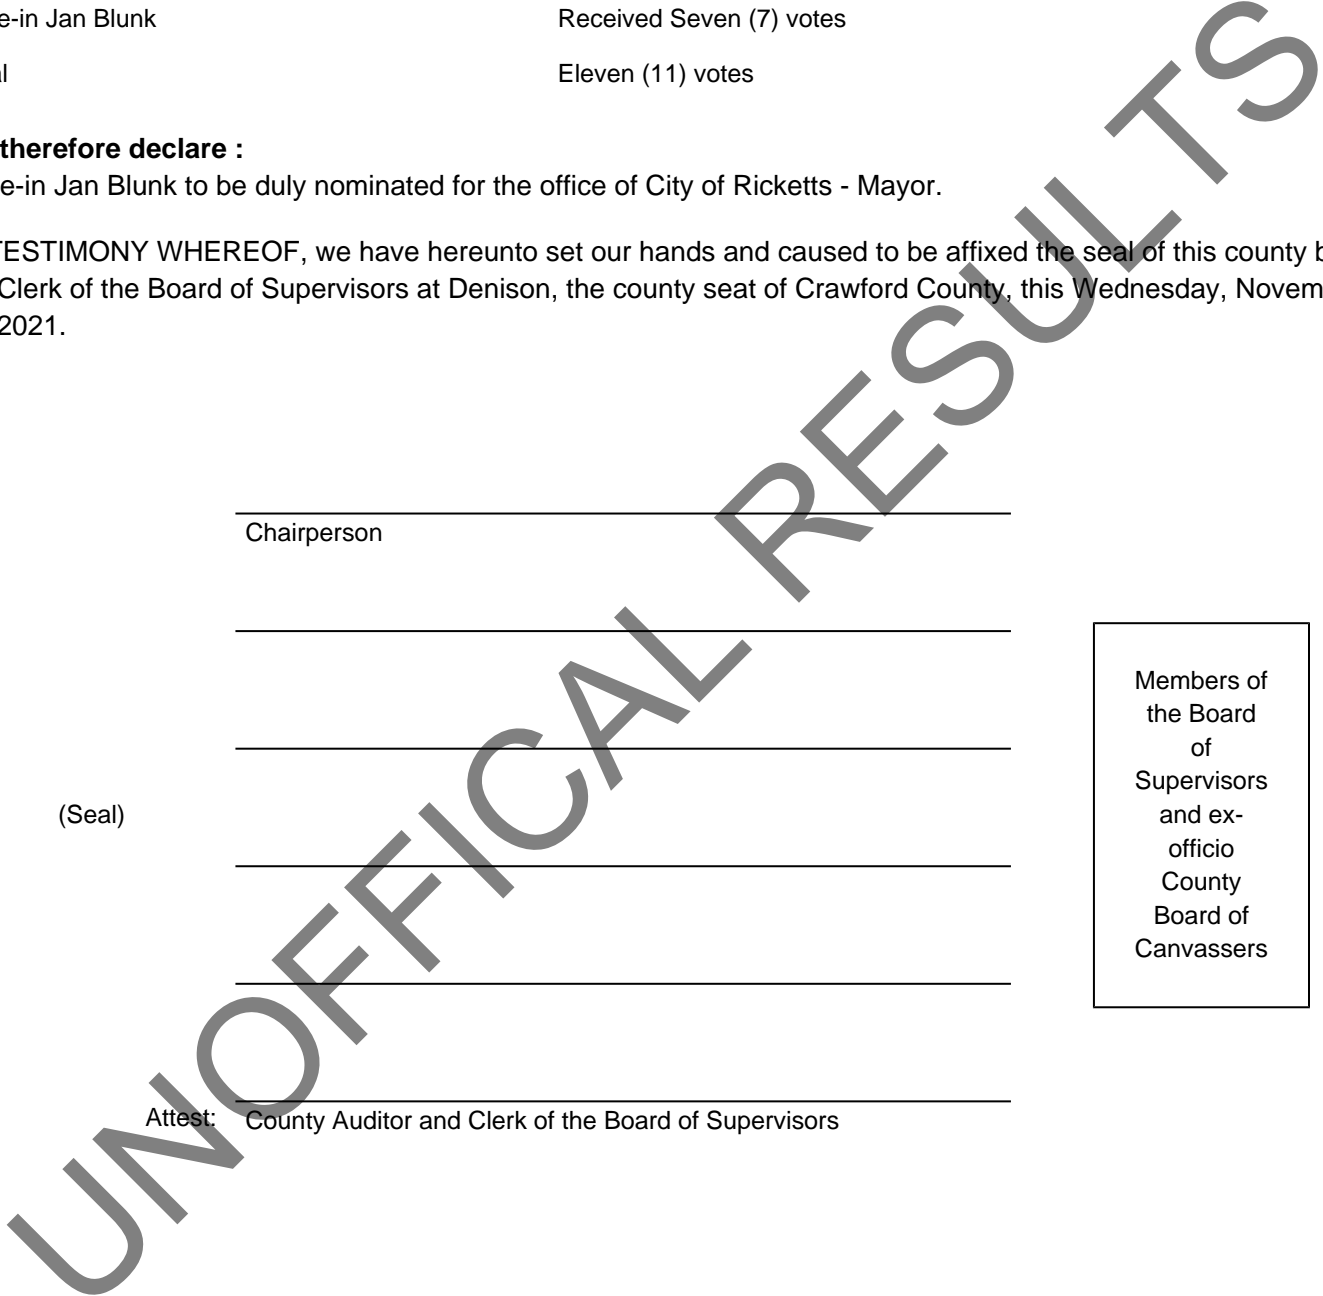 e-in Jan Blunk Received Seven (7) votes
al Eleven (11) votes
therefore declare :
e-in Jan Blunk to be duly nominated for the office of City of Ricketts - Mayor.
TESTIMONY WHEREOF, we have hereunto set our hands and caused to be affixed the seal of this county b
Clerk of the Board of Supervisors at Denison, the county seat of Crawford County, this Wednesday, Novem
2021.
Chairperson
Members of
the Board
of
Supervisors
and ex-
officio
County
Board of
Canvassers
(Seal)
Attest: County Auditor and Clerk of the Board of Supervisors
UNOFFICAL RESULTS